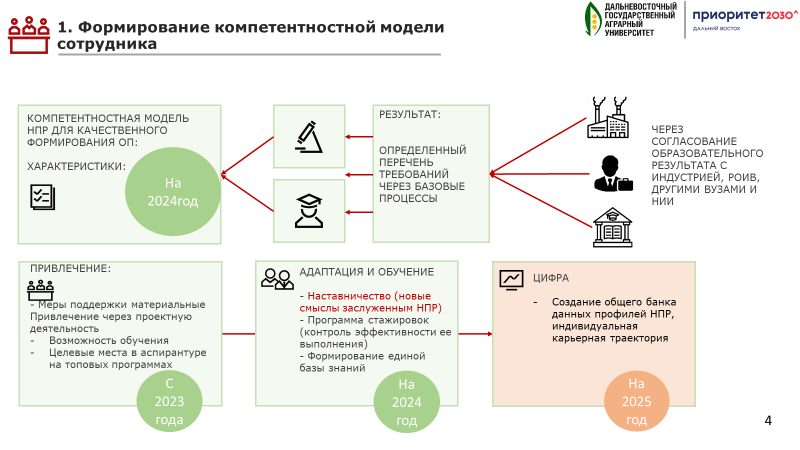 1. Формирование компетентностной модели
сотрудника
ДАЛЬНЕВОСТОЧНЫЙ
ГОСУДАРСТВЕННЫЙ
АГРАРНЫЙ
УНИВЕРСИТЕТ
ПРИОРИТЕТ2030^
ДАЛЬНИЙ ВОСТОК
КОМПЕТЕНТНОСТНАЯ МОДЕЛЬ
НПР ДЛЯ КАЧЕСТВЕННОГО
ФОРМИРОВАНИЯ ОП:
ХАРАКТЕРИСТИКИ:
На
2024год
РЕЗУЛЬТАТ:
ОПРЕДЕЛЕННЫЙ
ПЕРЕЧЕНЬ
ТРЕБОВАНИЙ
ЧЕРЕЗ БАЗОВЫЕ
ПРОЦЕССЫ
ЧЕРЕЗ
СОГЛАСОВАНИЕ
ОБРАЗОВАТЕЛЬНОГО
РЕЗУЛЬТАТА С
ИНДУСТРИЕЙ, РОИВ,
ДРУГИМИ ВУЗАМИ И
НИИ
ПРИВЛЕЧЕНИЕ:
- Меры поддержки материальные
Привлечение через проектную
деятельность
- Возможность обучения
- Целевые места в аспирантуре
на топовых программах
С
2023
года
АДАПТАЦИЯ И ОБУЧЕНИЕ
- Наставничество (новые
смыслы заслуженным НПР)
- Программа стажировок
(контроль эффективности ее
выполнения)
- Формирование единой
базы знаний
На
2024
год
ЦИФРА
- Создание общего банка
данных профилей НПР,
индивидуальная
карьерная траектория
На
2025
год
4